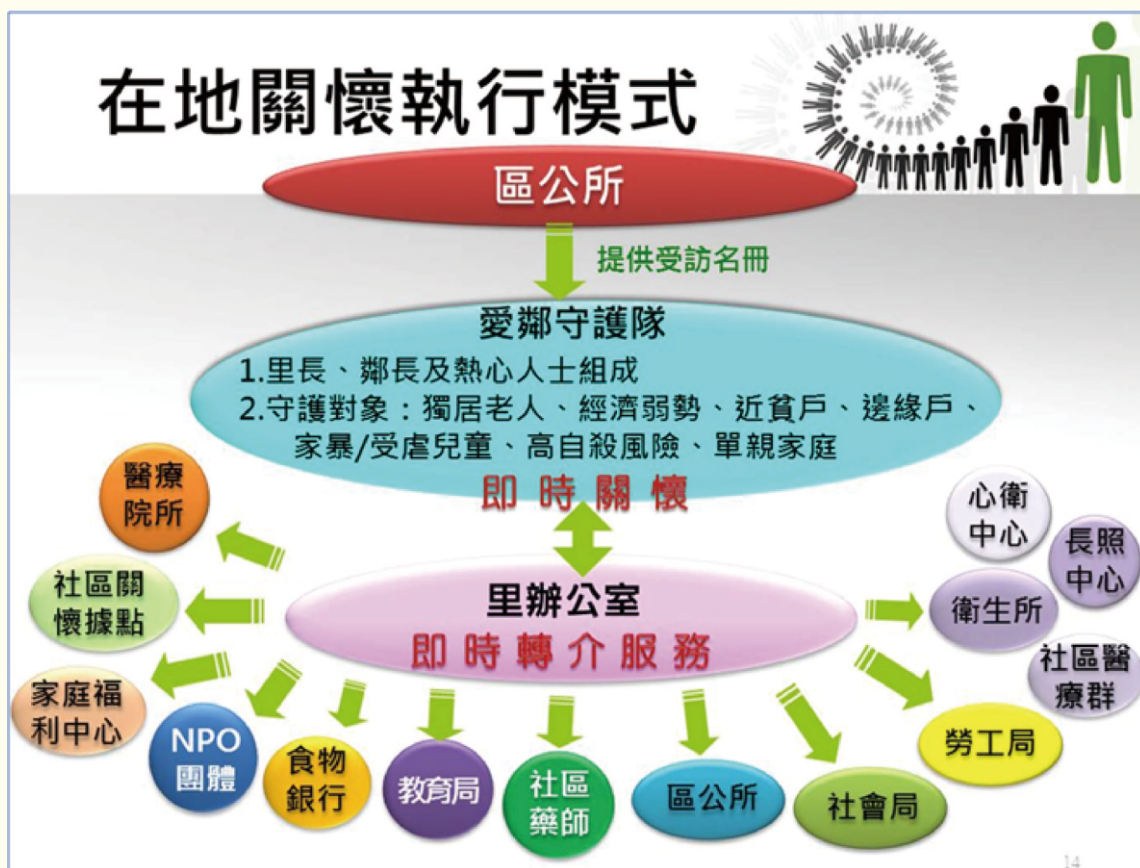 在地關懷執行模式
區公所
提供受訪名冊
愛鄰守護隊
1.里長、鄰長及熱心人士組成
2.守護對象：獨居老人、經濟弱勢、近貧戶、邊緣戶、
家暴/受虐兒童、高自殺風險、單親家庭
即時關懷
里辦公室
即時轉介服務
醫療
院所
社區關
懷據點
家庭福
利中心
NPO
團體
食物
銀行
教育局
社區
藥師
區公所
社會局
勞工局
衛生所
心衛
中心
長照
中心
社區醫
療群
14